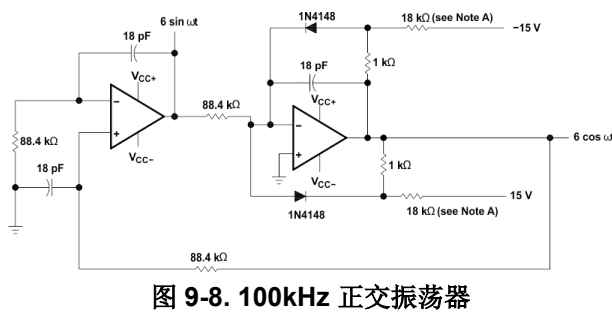 6 sin ωt
18 pF
VCC+
88.4 kΩ
18 pF
VCC−
88.4 kΩ
1N4148
18 kΩ (see Note A)
−15 V
1 kΩ
18 pF
VCC+
6 cos ω
VCC−
1 kΩ
15 V
1N4148
18 kΩ (see Note A)
88.4 kΩ
图 9-8. 100kHz 正交振荡器